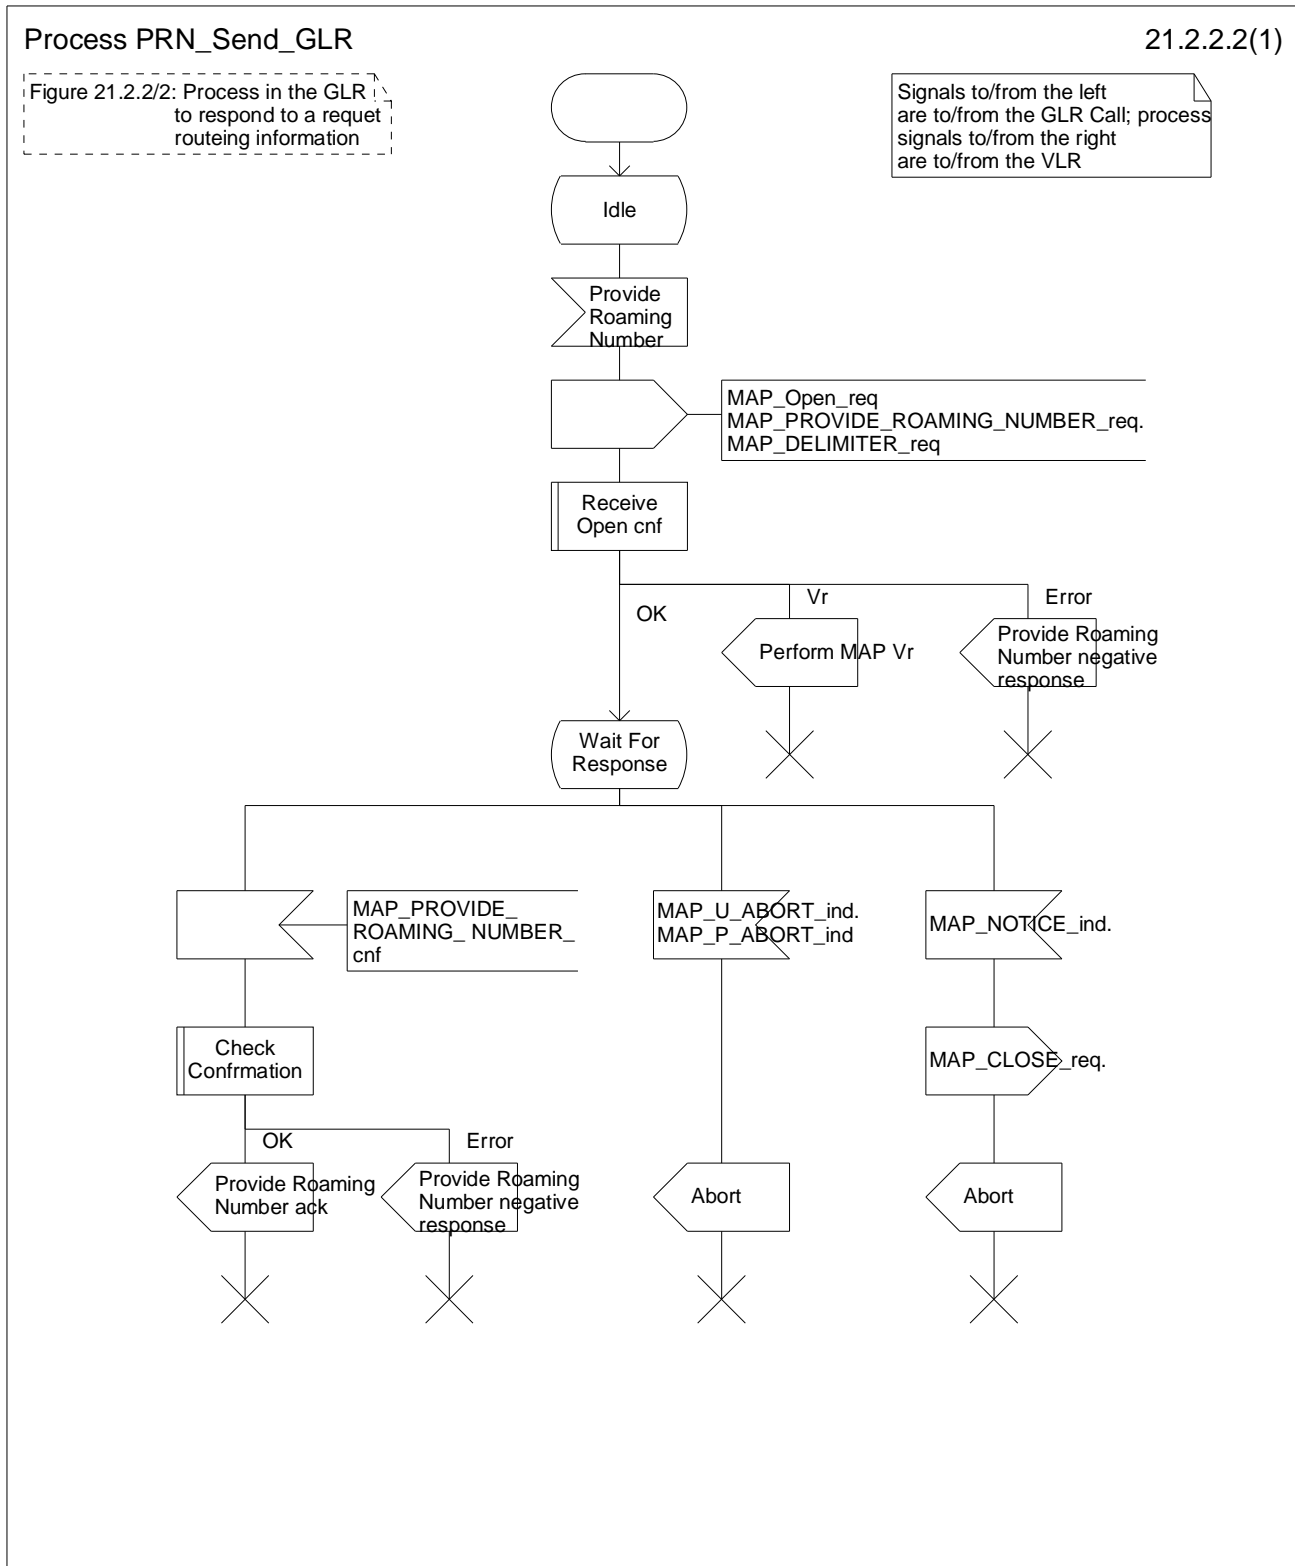 Process PRN_Send_GLR
21.2.2.2(1)
Figure 21.2.2/2: Process in the GLR
to respond to a requet
routeing information
Signals to/from the left
are to/from the GLR Call; process
signals to/from the right
are to/from the VLR
Idle
Provide
Roaming
Number
MAP_Open_req
MAP_PROVIDE_ROAMING_NUMBER_req.
MAP_DELIMITER_req
Receive
Open cnf
OK
Vr
Error
Perform MAP Vr
Provide Roaming
Number negative
response
Wait For
Response
MAP_PROVIDE_
ROAMING_ NUMBER_
cnf
MAP_U_ABORT_ind.
MAP_P_ABORT_ind
MAP_NOTICE_ind.
Check
Confrmation
MAP_CLOSE_req.
OK
Error
Provide Roaming
Number ack
Provide Roaming
Number negative
response
Abort
Abort